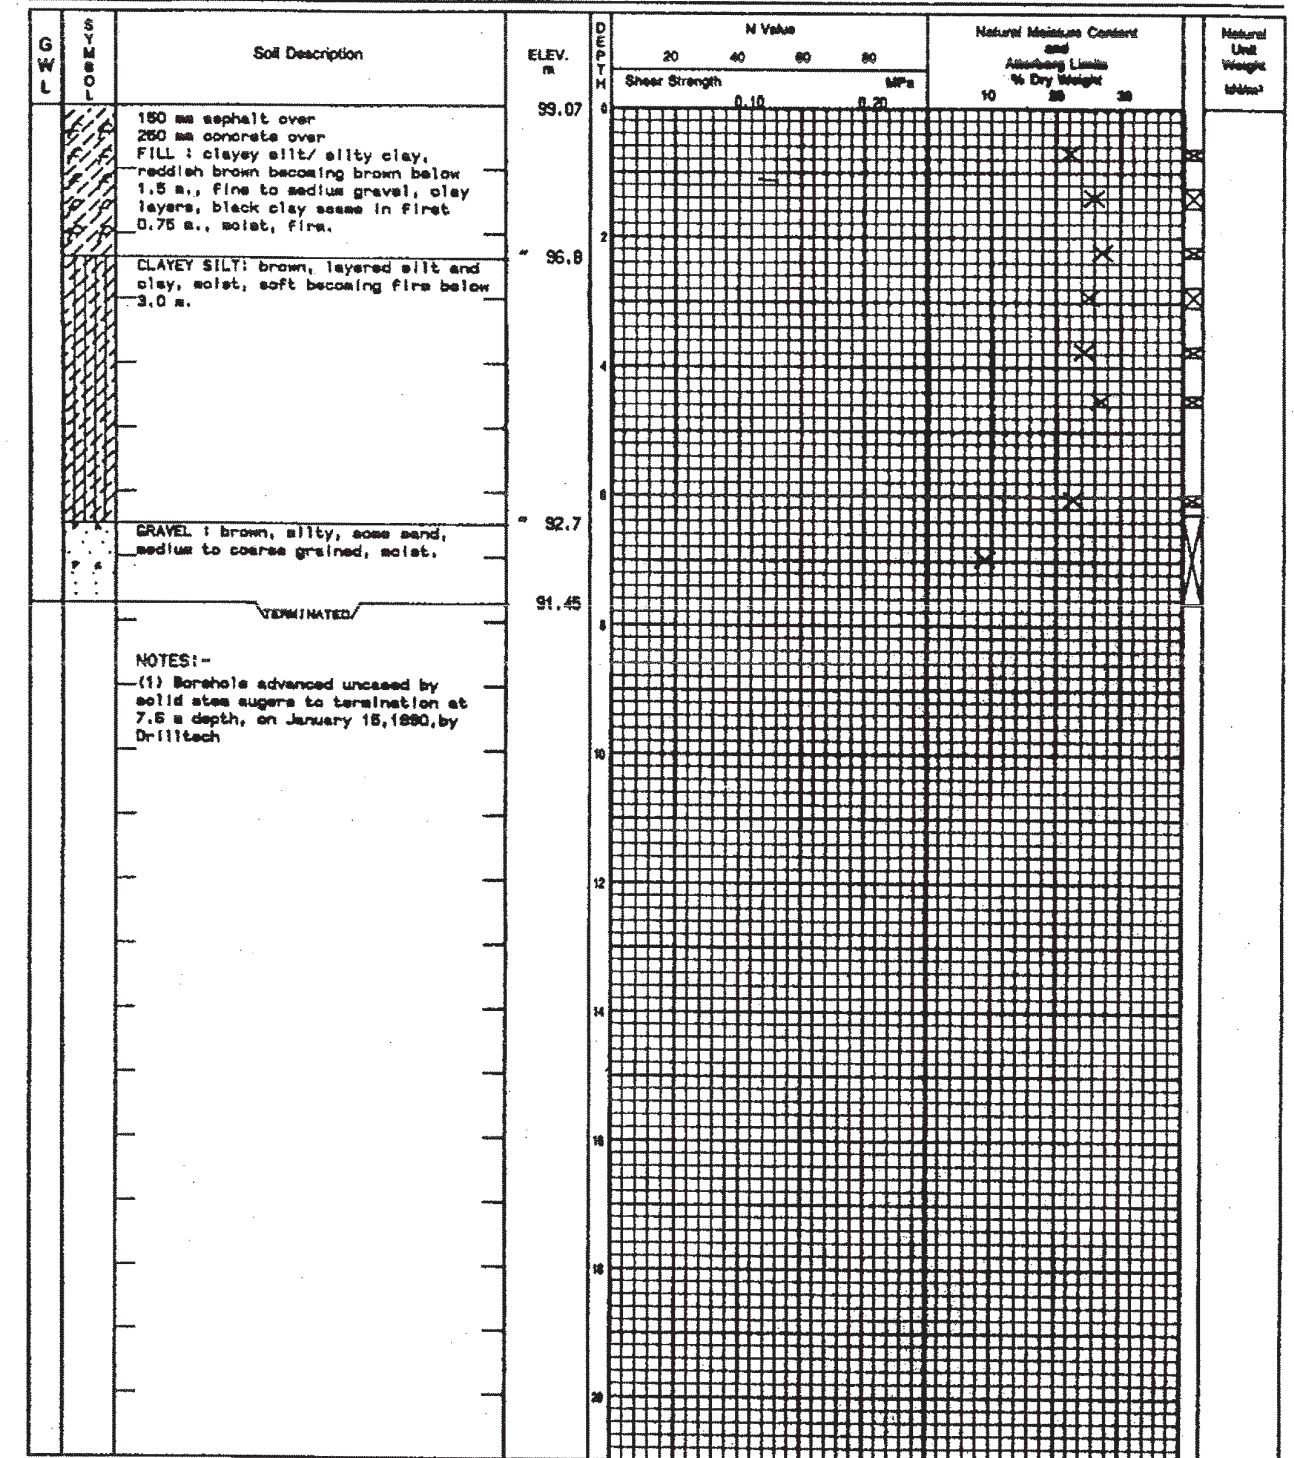 GWL
SYMBOL
Soil Description
ELEV.
m
DEPTH
N Value
20 40 60 80
Shear Strength MPa
0.10 0.20
Natural Moisture Content
and
Atterberg Limits
% Dry Weight
10 20 30
Natural
Unit
Weight
kN/m³
99.07
0
150 mm asphalt over
250 mm concrete over
FILL : clayey silt/ silty clay,
reddish brown becoming brown below
1.5 m., fine to medium gravel, clay
layers, black clay seams in first
0.75 m., moist, firm.
2
96.8
CLAYEY SILT: brown, layered silt and
clay, moist, soft becoming firm below
3.0 m.
4
6
92.7
GRAVEL : brown, silty, some sand,
medium to coarse grained, moist.
91.45
TERMINATED
8
NOTES:-
(1) Borehole advanced uncased by
solid stem augers to termination at
7.6 m depth, on January 15,1990,by
Drilltech
10
12
14
16
18
20